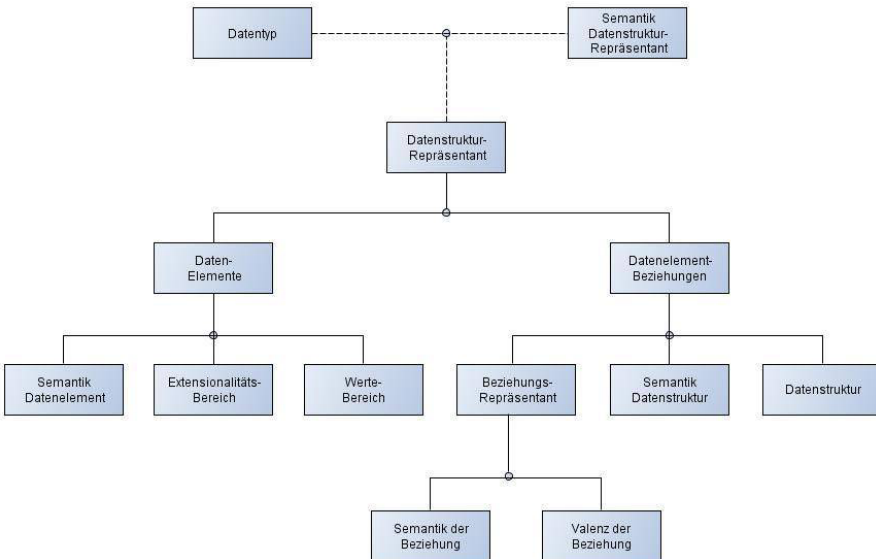 Datentyp
Semantik
Datenstruktur-
Repräsentant
Datenstruktur-
Repräsentant
Daten-
Elemente
Datenelement-
Beziehungen
Semantik
Datenelement
Extensionalitäts-
Bereich
Werte-
Bereich
Beziehungs-
Repräsentant
Semantik
Datenstruktur
Datenstruktur
Semantik der
Beziehung
Valenz der
Beziehung